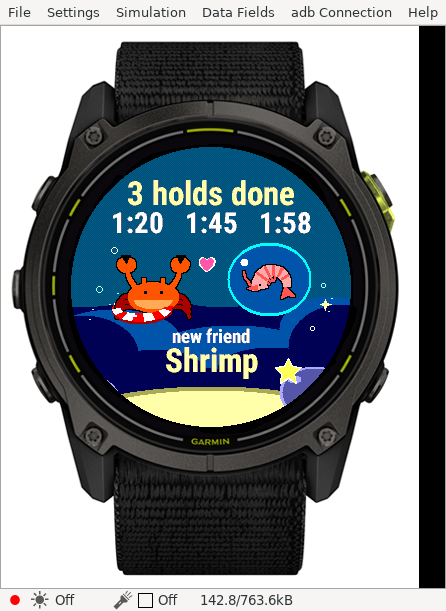 File Settings Simulation Data Fields adb Connection Help
3 holds done
1:20 1:45 1:58
new friend
Shrimp
GARMIN
Off Off 142.8/763.6kB